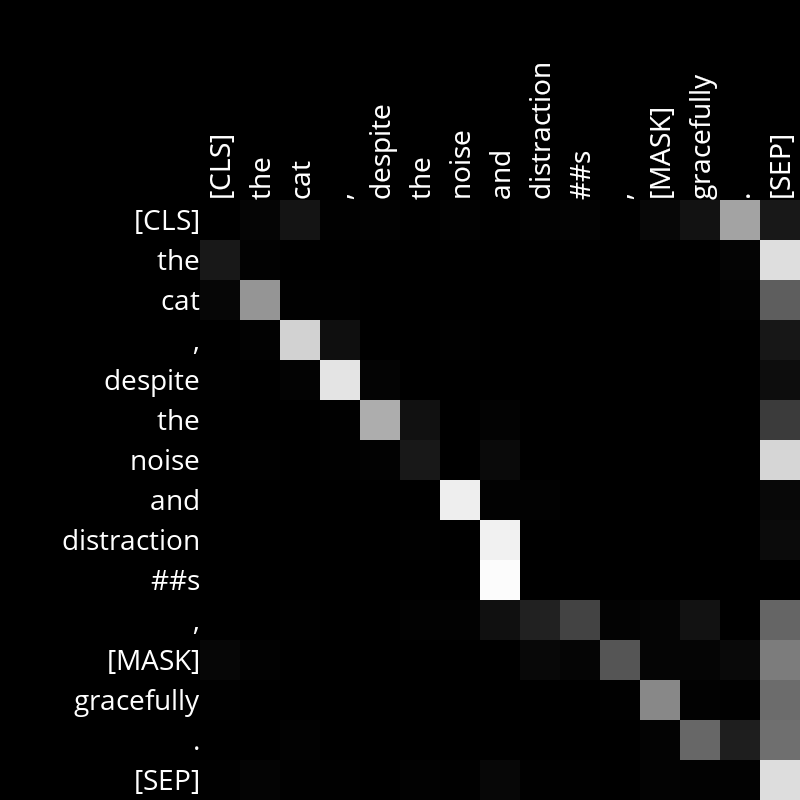 [CLS]
the
cat
,
despite
the
noise
and
distraction
##s
,
[MASK]
gracefully
.
[SEP]
[CLS]
the
cat
,
despite
the
noise
and
distraction
##s
,
[MASK]
gracefully
.
[SEP]